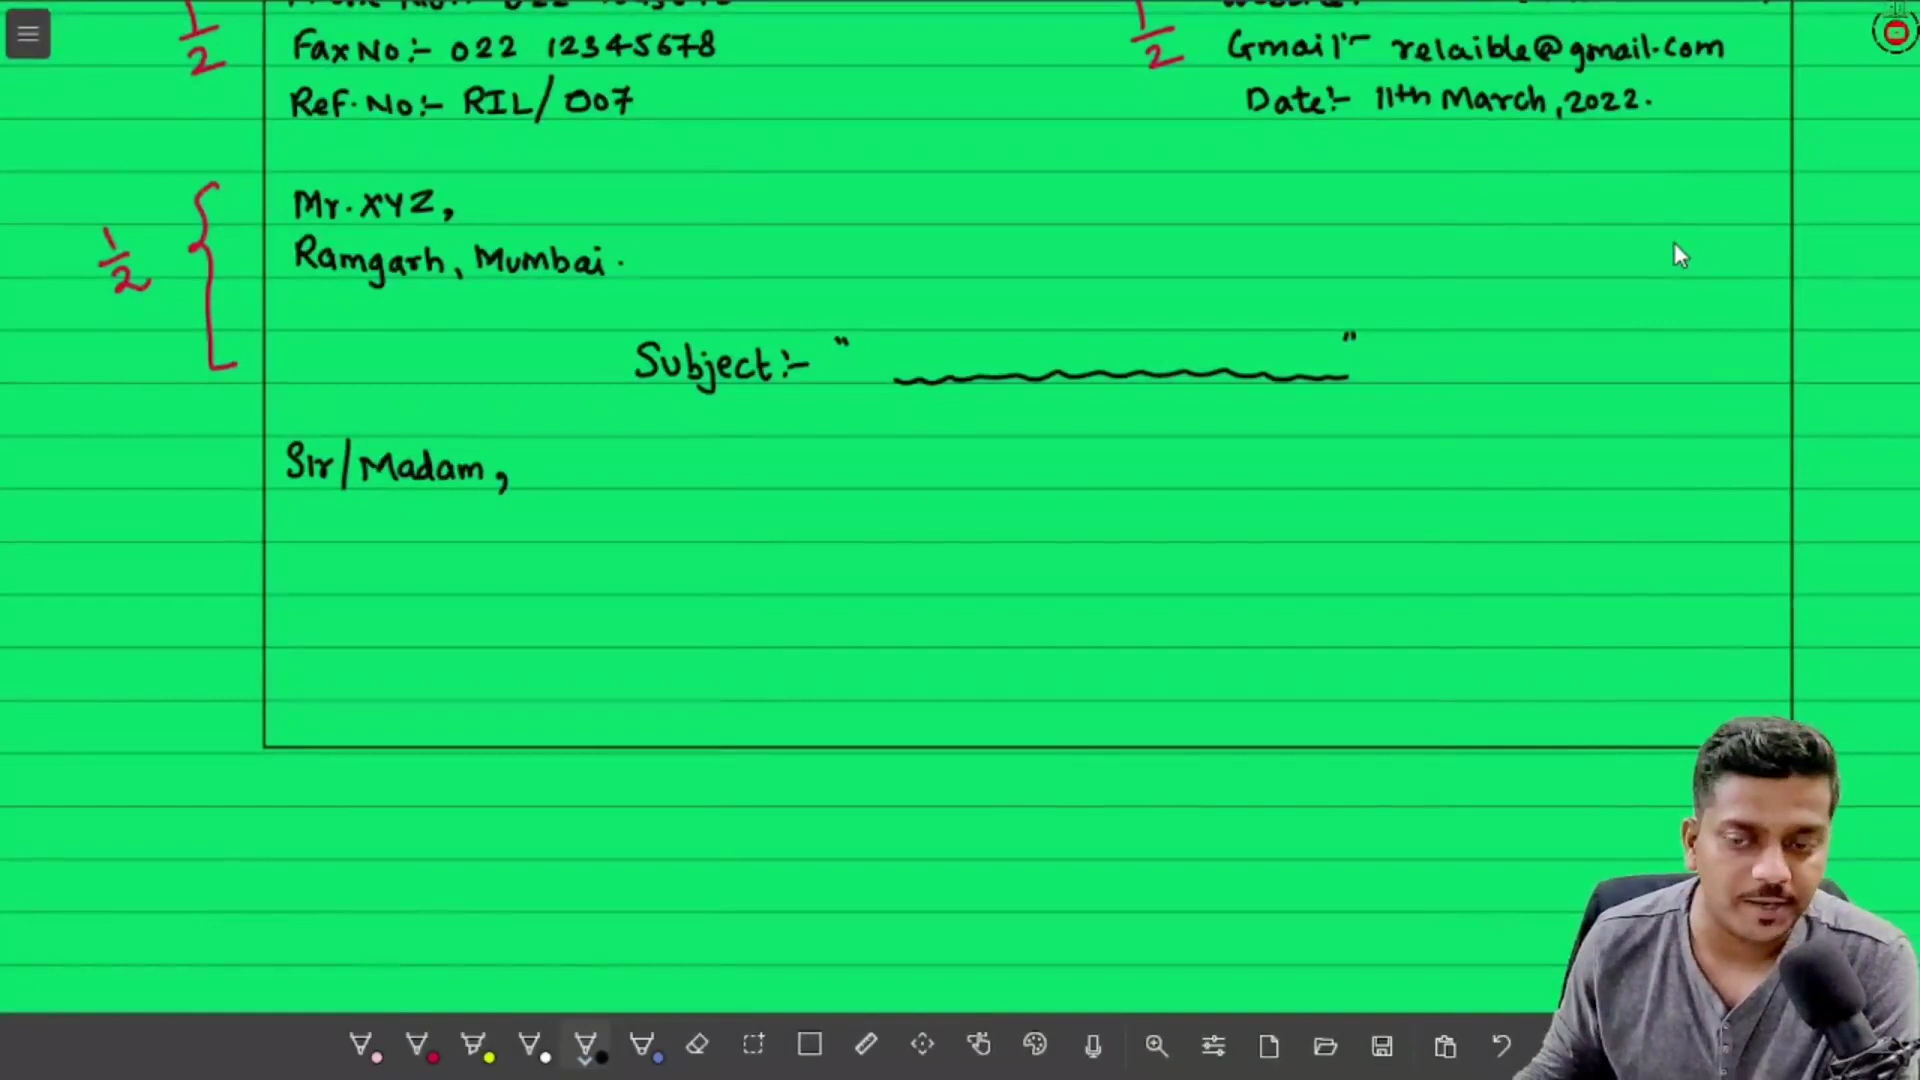 1/2
1/2
Fax No:- 022 12345678
Gmail:- relaible@gmail.com
Ref. No:- RIL/007
Date:- 11th March, 2022.
1/2
Mr. XYZ,
Ramgarh, Mumbai.
Subject:- " "
Sir/Madam,